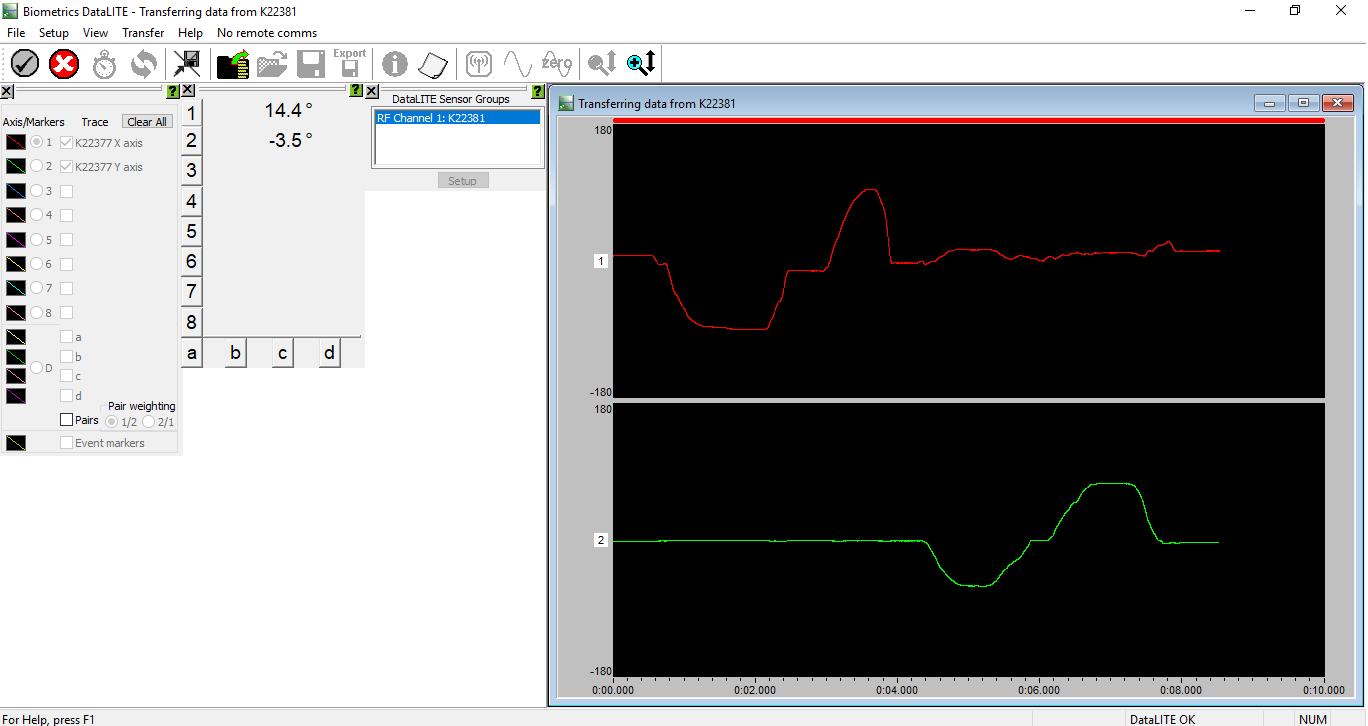 Biometrics DataLITE - Transferring data from K22381
File Setup View Transfer Help No remote comms
Export
zéro
? ? ?
Axis/Markers Trace Clear All
1 K22377 X axis
2 K22377 Y axis
3
4
5
6
7
8
a
b
D
c
d
Pair weighting
Pairs 1/2 2/1
Event markers
1 14.4 °
2 -3.5 °
3
4
5
6
7
8
a b c d
DataLITE Sensor Groups
RF Channel 1: K22381
Setup
Transferring data from K22381
180
1
-180
180
2
-180
0:00.000 0:02.000 0:04.000 0:06.000 0:08.000 0:10.000
For Help, press F1 DataLITE OK NUM